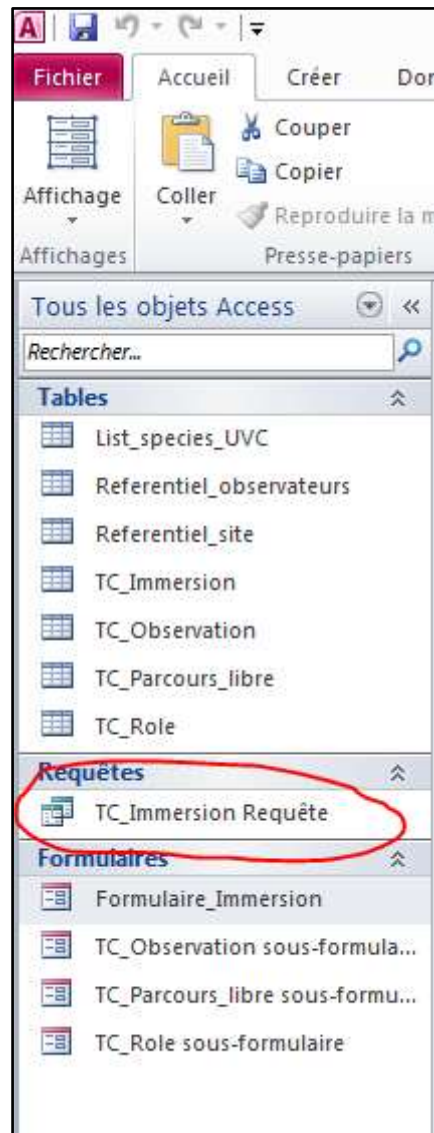 A
Fichier Accueil Créer Dor
Affichage
Coller
Couper
Copier
Reproduire la m
Affichages Presse-papiers
Tous les objets Access
Rechercher...
Tables
List_species_UVC
Referentiel_observateurs
Referentiel_site
TC_Immersion
TC_Observation
TC_Parcours_libre
TC_Role
Requêtes
TC_Immersion Requête
Formulaires
Formulaire_Immersion
TC_Observation sous-formula...
TC_Parcours_libre sous-formu...
TC_Role sous-formulaire